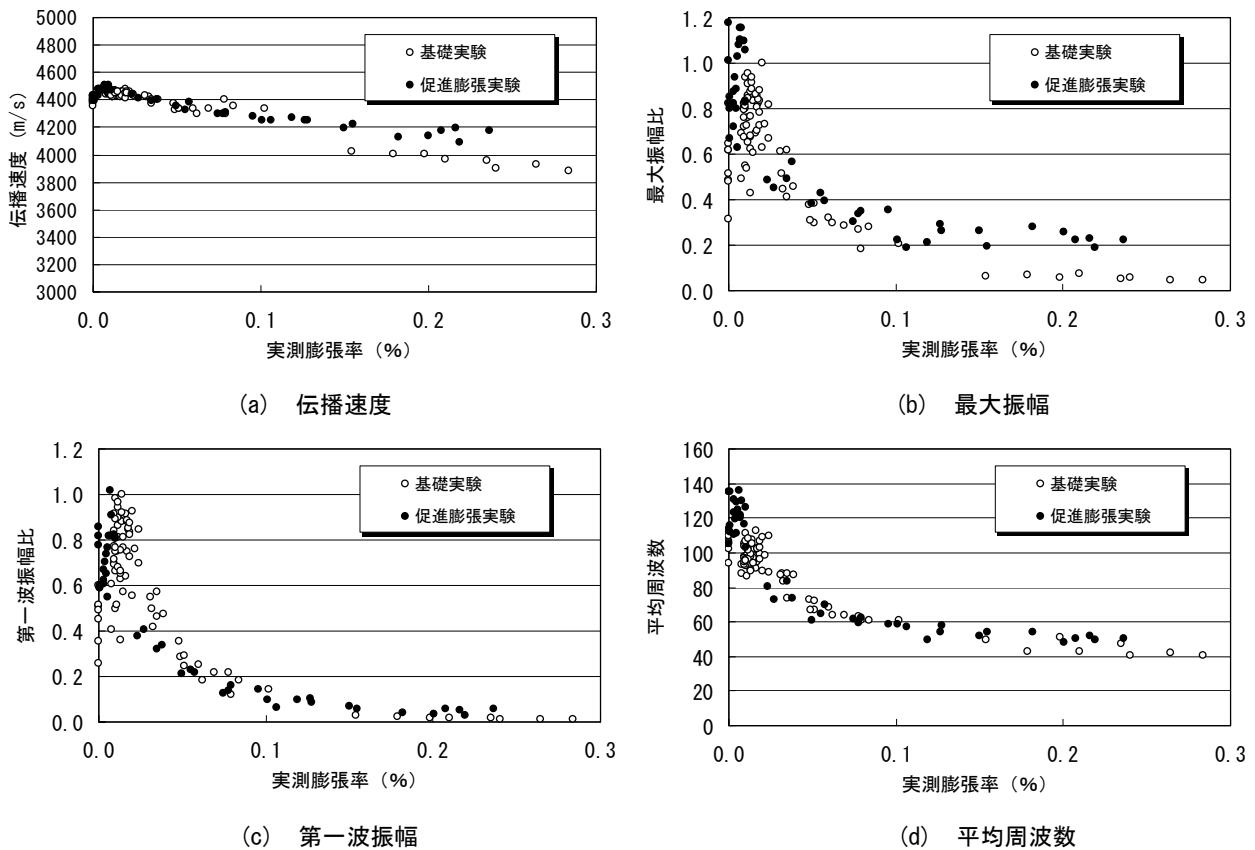 5000
4800
4600
4400
4200
4000
3800
3600
3400
3200
3000
伝播速度 (m/s)
0.0 0.1 0.2 0.3
実測膨張率 (%)
基礎実験
促進膨張実験
(a) 伝播速度
1.2
1.0
0.8
0.6
0.4
0.2
0.0
最大振幅比
0.0 0.1 0.2 0.3
実測膨張率 (%)
基礎実験
促進膨張実験
(b) 最大振幅
1.2
1.0
0.8
0.6
0.4
0.2
0.0
第一波振幅比
0.0 0.1 0.2 0.3
実測膨張率 (%)
基礎実験
促進膨張実験
(c) 第一波振幅
160
140
120
100
80
60
40
20
0
平均周波数
0.0 0.1 0.2 0.3
実測膨張率 (%)
基礎実験
促進膨張実験
(d) 平均周波数